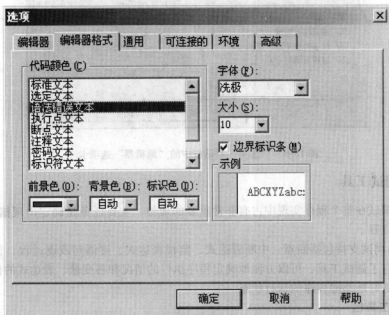 选项
编辑器 编辑器格式 通用 可连接的 环境 高级
代码颜色(C)
标准文本
选定文本
语法错误文本
执行点文本
断点文本
注释文本
密码文本
标识符文本
前景色(O): 背景色(B): 标识色(D):
自动 自动
字体(F):
洗极
大小(S):
10
边界标识条(M)
示例
ABCXYZabc:
确定 取消 帮助